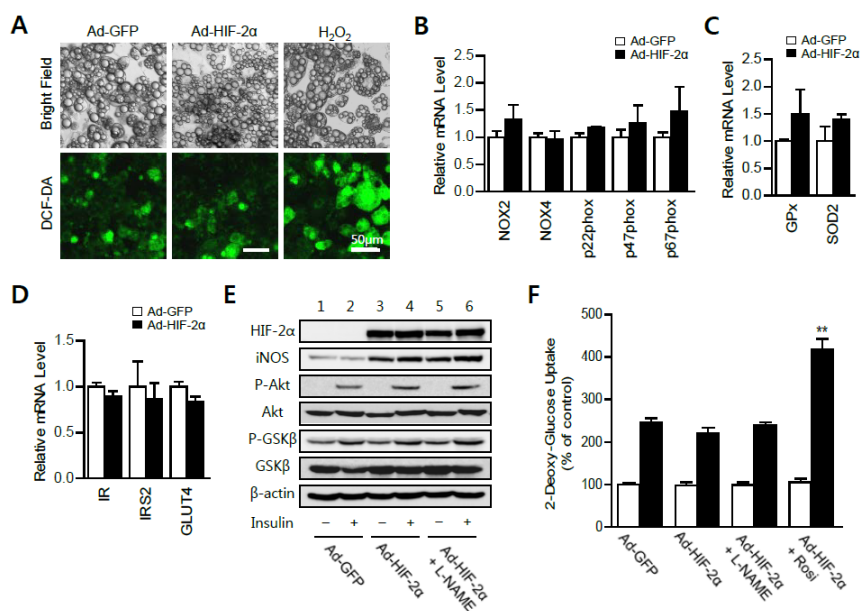 A
Ad-GFP
Ad-HIF-2α
H2O2
Bright Field
DCF-DA
50μm
B
Ad-GFP
Ad-HIF-2α
Relative mRNA Level
2.5
2.0
1.5
1.0
0.5
0.0
NOX2
NOX4
p22phox
p47phox
p67phox
C
Ad-GFP
Ad-HIF-2α
Relative mRNA Level
2.5
2.0
1.5
1.0
0.5
0.0
GPx
SOD2
D
Ad-GFP
Ad-HIF-2α
Relative mRNA Level
1.5
1.0
0.5
0.0
IR
IRS2
GLUT4
E
1 2 3 4 5 6
HIF-2α
iNOS
P-Akt
Akt
P-GSKβ
GSKβ
β-actin
Insulin − + − + − +
Ad-GFP
Ad-HIF-2α
Ad-HIF-2α
+ L-NAME
F
2-Deoxy-Glucose Uptake
(% of control)
500
400
300
200
100
0
**
Ad-GFP
Ad-HIF-2α
Ad-HIF-2α
+ L-NAME
Ad-HIF-2α
+ Rosi